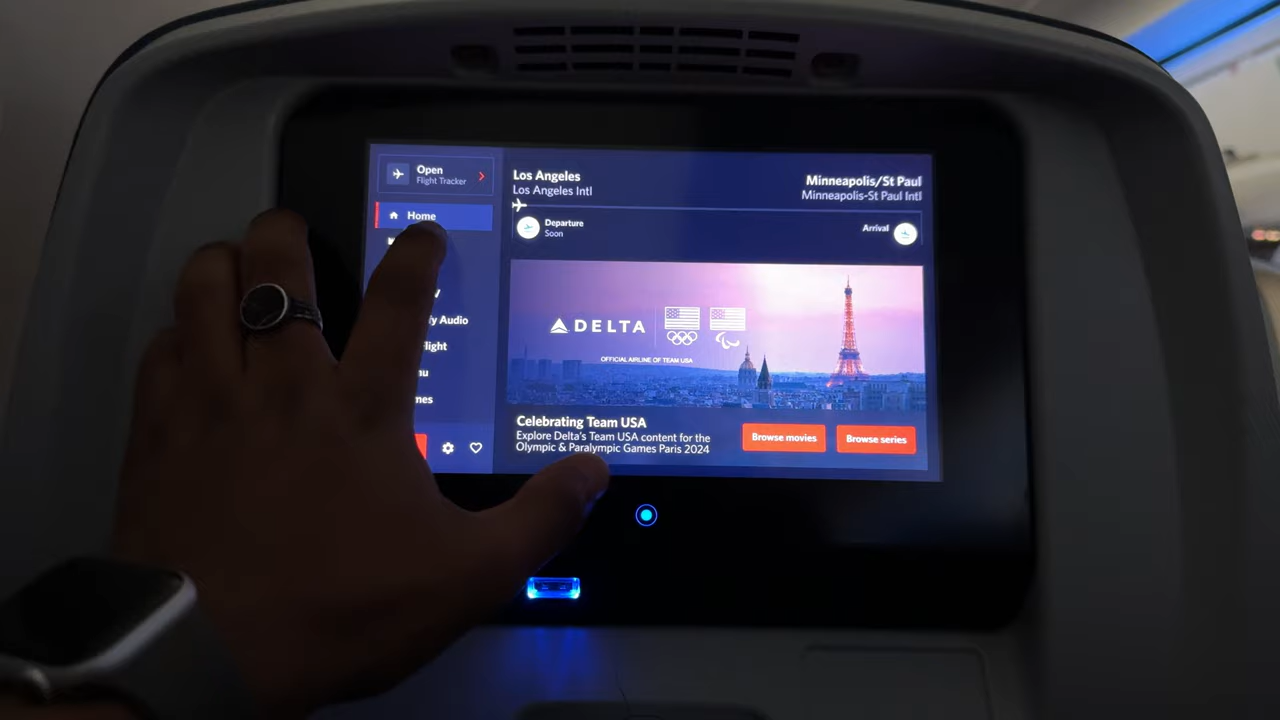 Open
Flight Tracker
Home
Audio
light
Los Angeles
Los Angeles Intl
Minneapolis/St Paul
Minneapolis-St Paul Intl
Departure
Soon
Arrival
DELTA
OFFICIAL AIRLINE OF TEAM USA
Celebrating Team USA
Explore Delta's Team USA content for the
Olympic & Paralympic Games Paris 2024
Browse movies
Browse series